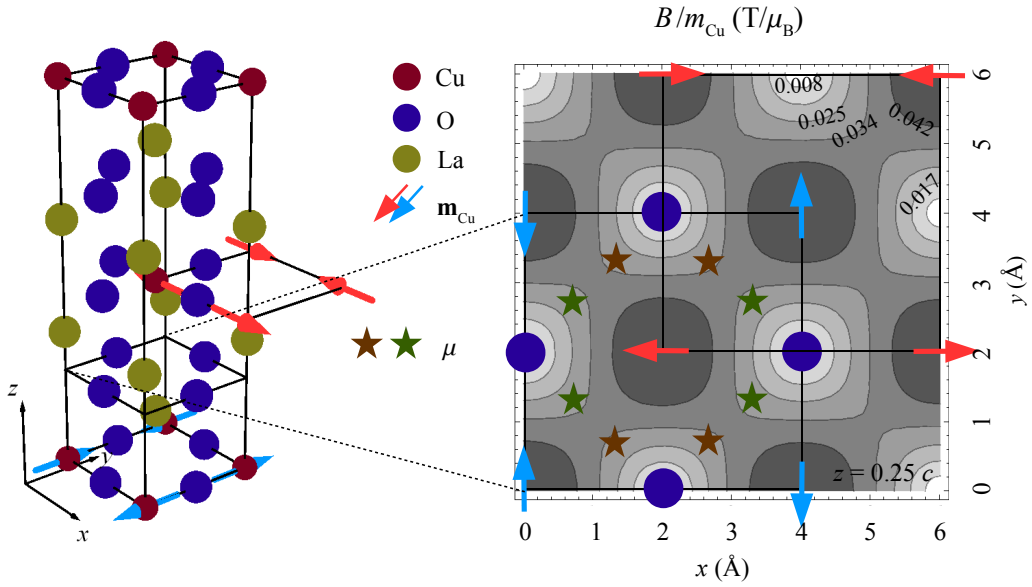 B/m_Cu (T/μ_B)
Cu
O
La
m_Cu
μ
z
y
x
0.008
0.025
0.034
0.042
0.017
z = 0.25 c
0 1 2 3 4 5 6
y (Å)
0 1 2 3 4 5 6
x (Å)